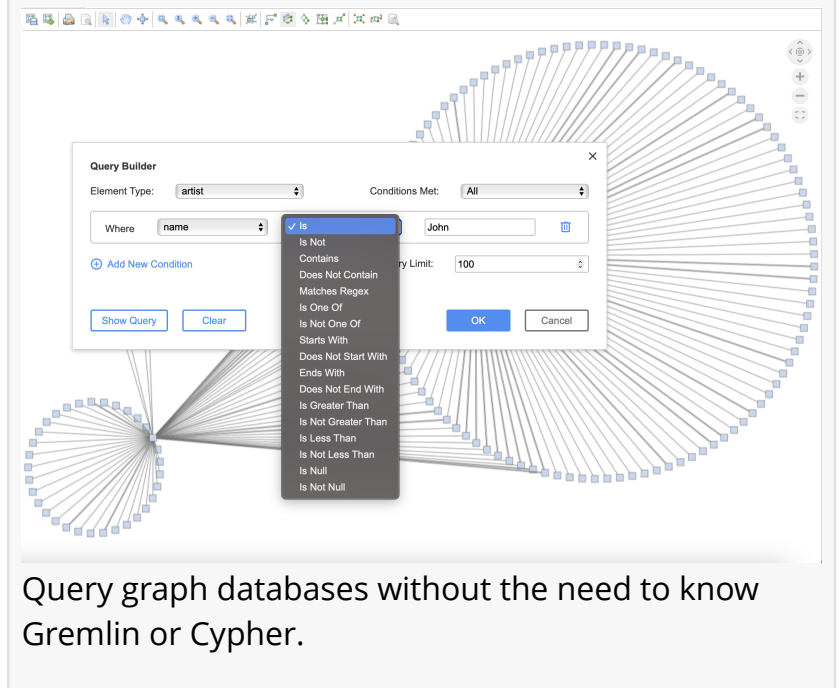 Query Builder
Element Type: artist Conditions Met: All
Where name Is John
Is Not
Contains
Does Not Contain
Matches Regex
Is One Of
Is Not One Of
Starts With
Does Not Start With
Ends With
Does Not End With
Is Greater Than
Is Not Greater Than
Is Less Than
Is Not Less Than
Is Null
Is Not Null
Add New Condition
Limit: 100
Show Query Clear OK Cancel
Query graph databases without the need to know
Gremlin or Cypher.